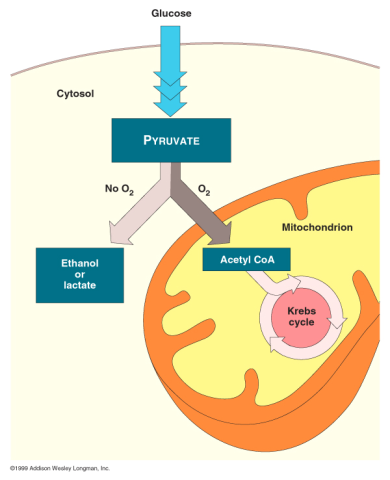 Glucose
Cytosol
PYRUVATE
No O₂
O₂
Mitochondrion
Ethanol
or
lactate
Acetyl CoA
Krebs
cycle
©1999 Addison Wesley Longman, Inc.